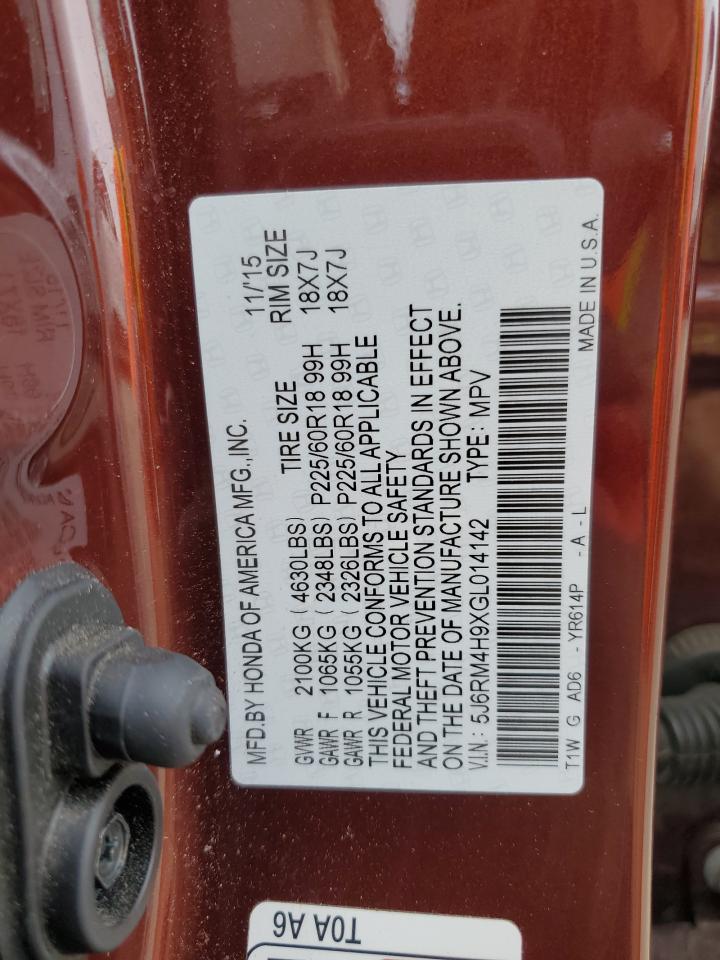 MFD.BY HONDA OF AMERICA MFG.,INC. 11/'15
TIRE SIZE RIM SIZE
GVWR 2100KG ( 4630LBS)
GAWR F 1065KG ( 2348LBS) P225/60R18 99H 18X7J
GAWR R 1055KG ( 2326LBS) P225/60R18 99H 18X7J
THIS VEHICLE CONFORMS TO ALL APPLICABLE
FEDERAL MOTOR VEHICLE SAFETY
AND THEFT PREVENTION STANDARDS IN EFFECT
ON THE DATE OF MANUFACTURE SHOWN ABOVE.
V.I.N.: 5J6RM4H9XGL014142 TYPE: MPV
T1W G AD6 - YR614P - A - L MADE IN U.S.A.
T0A A6